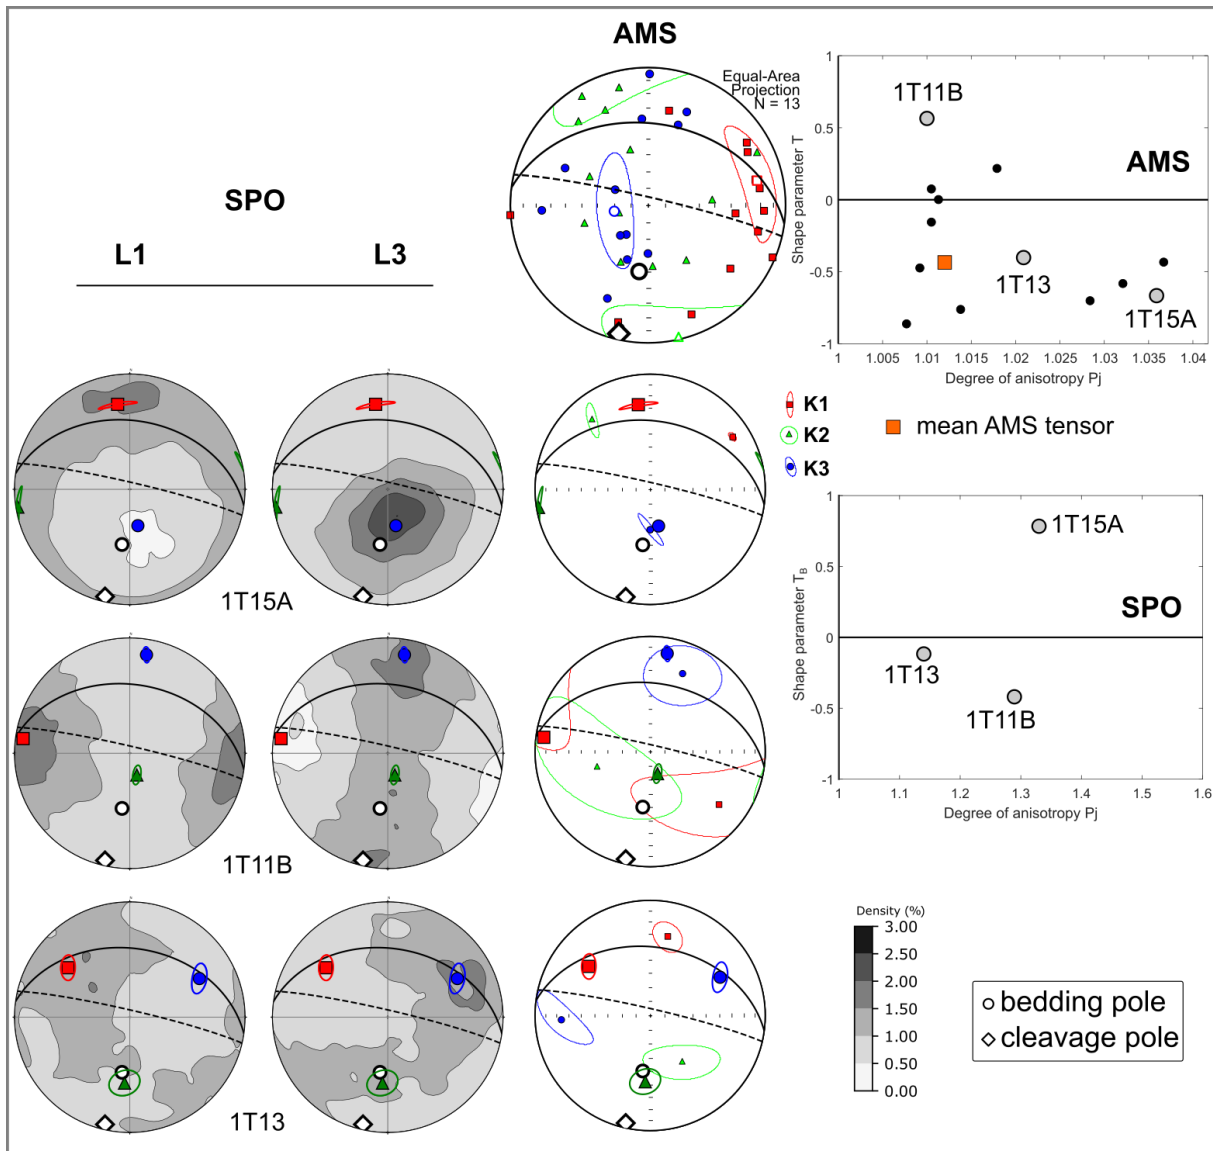 AMS
Equal-Area
Projection
N = 13
SPO
L1
L3
1
0.5
0
-0.5
-1
Shape parameter T
1T11B
AMS
1T13
1T15A
1
1.005
1.01
1.015
1.02
1.025
1.03
1.035
1.04
Degree of anisotropy Pj
K1
K2
K3
mean AMS tensor
1T15A
1
0.5
0
-0.5
-1
Shape parameter TB
1T15A
SPO
1T13
1T11B
1
1.1
1.2
1.3
1.4
1.5
1.6
Degree of anisotropy Pj
1T11B
Density (%)
3.00
2.50
2.00
1.50
1.00
0.50
0.00
bedding pole
cleavage pole
1T13